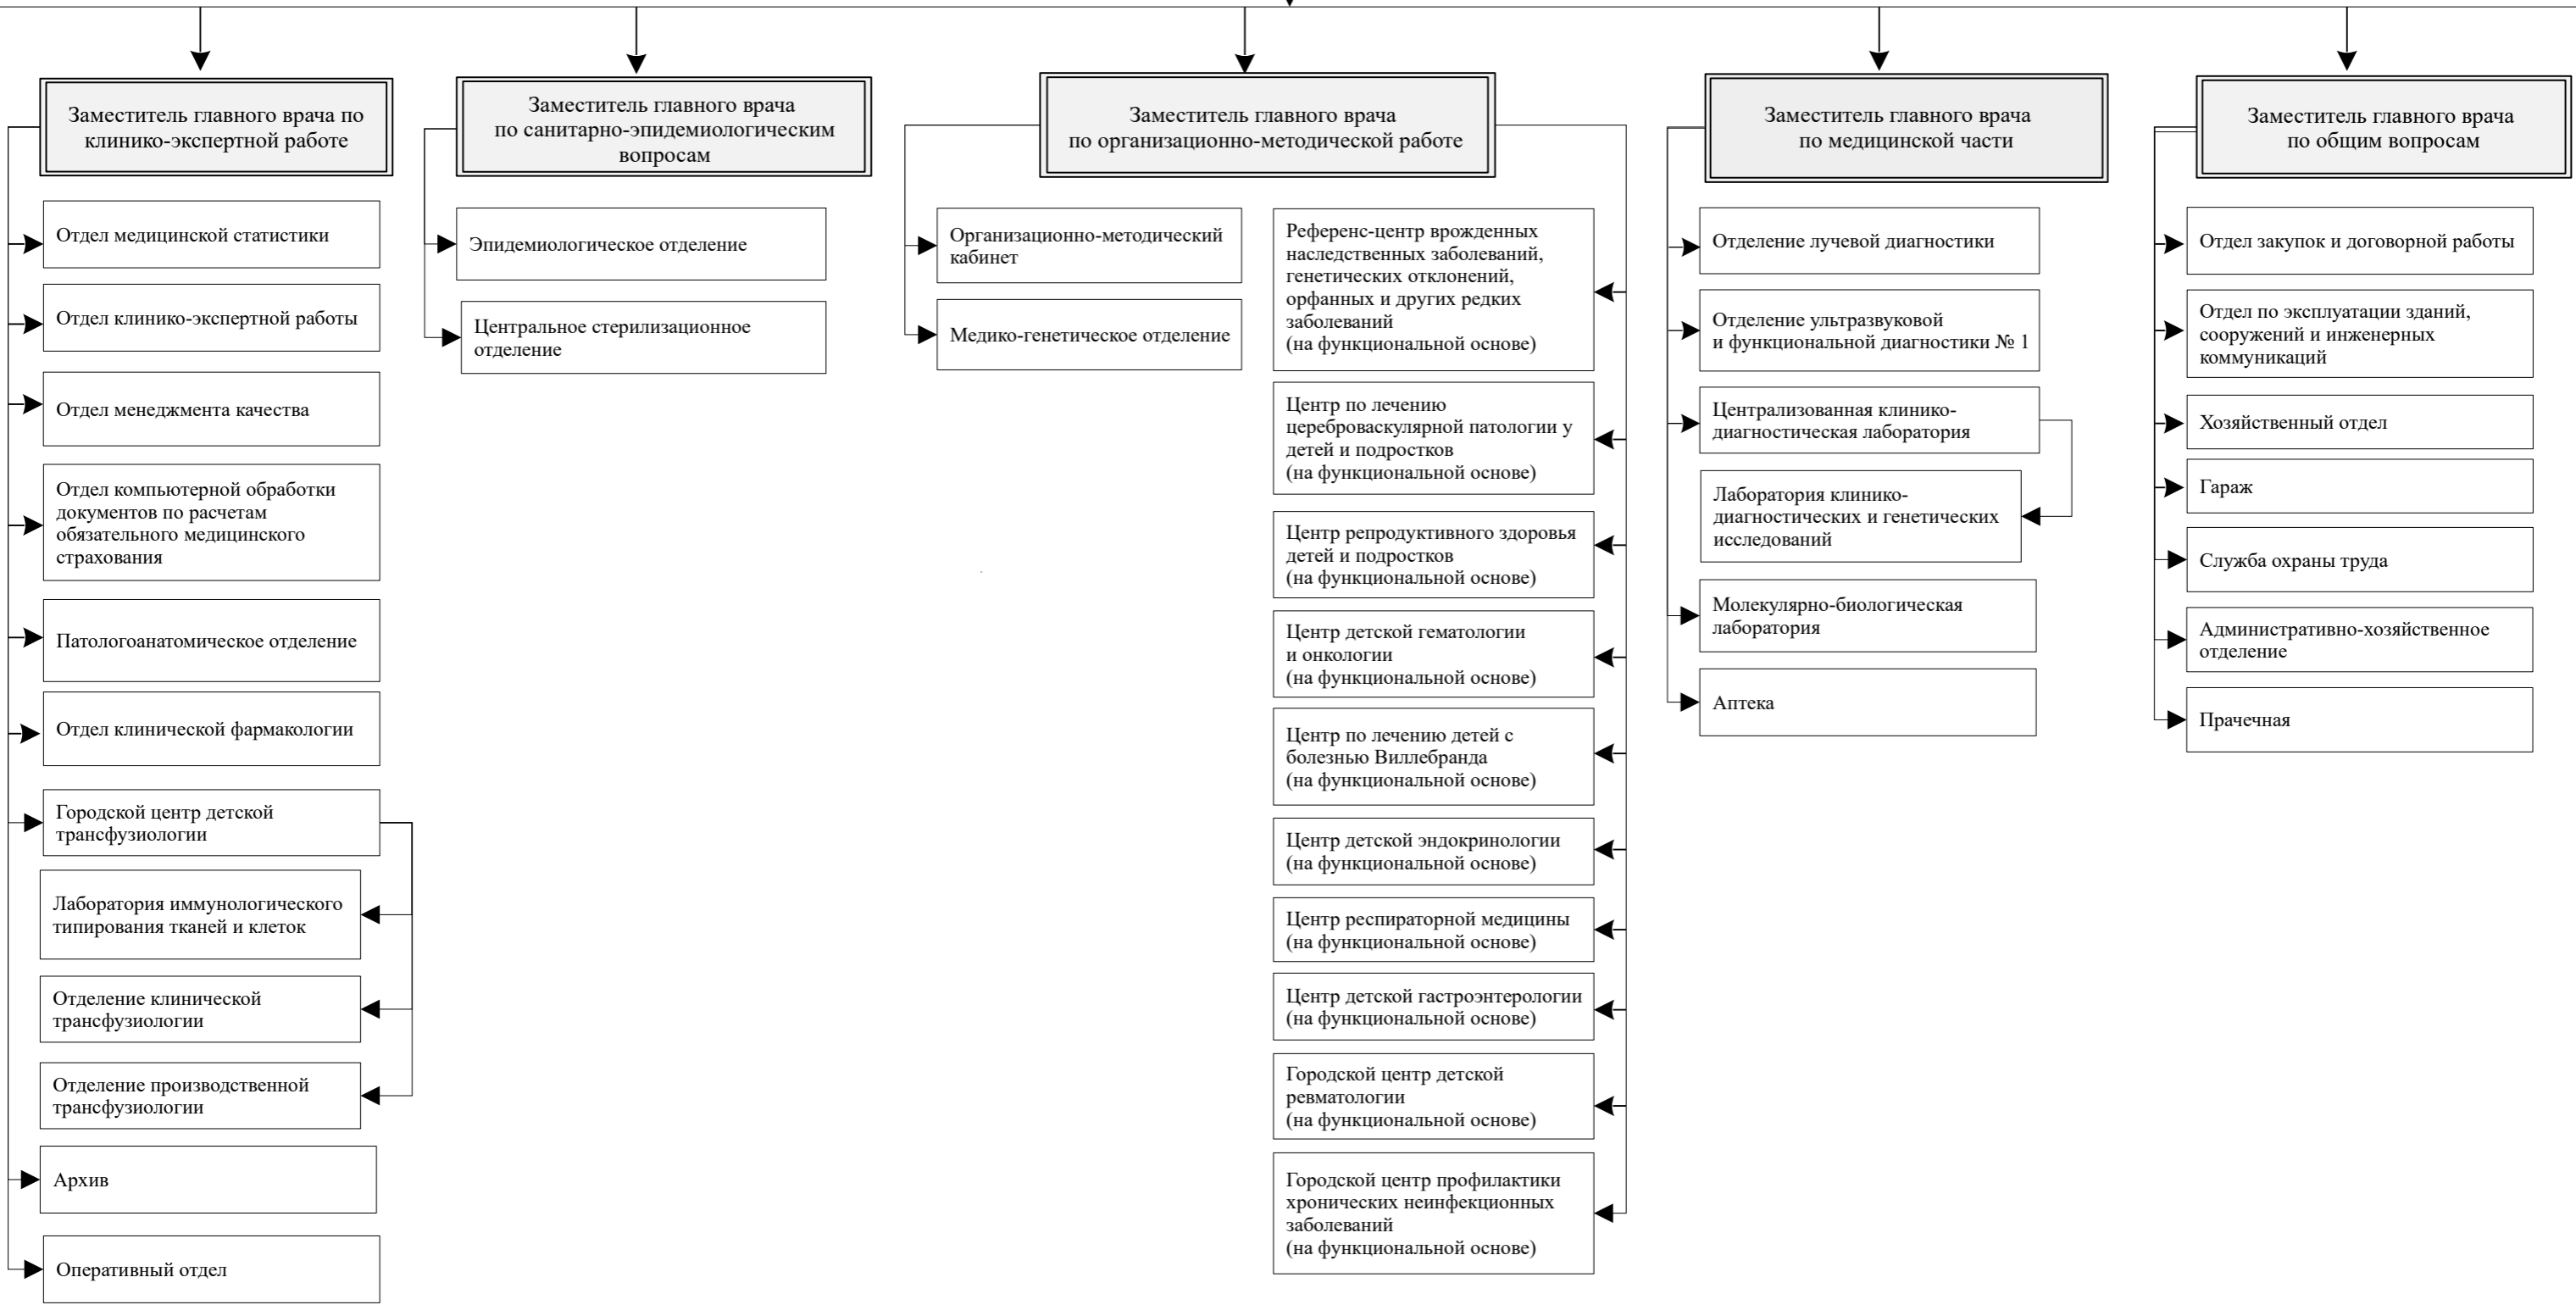 Заместитель главного врача по
клинико-экспертной работе
Отдел медицинской статистики
Отдел клинико-экспертной работы
Отдел менеджмента качества
Отдел компьютерной обработки
документов по расчетам
обязательного медицинского
страхования
Патологоанатомическое отделение
Отдел клинической фармакологии
Городской центр детской
трансфузиологии
Лаборатория иммунологического
типирования тканей и клеток
Отделение клинической
трансфузиологии
Отделение производственной
трансфузиологии
Архив
Оперативный отдел
Заместитель главного врача
по санитарно-эпидемиологическим
вопросам
Эпидемиологическое отделение
Центральное стерилизационное
отделение
Заместитель главного врача
по организационно-методической работе
Организационно-методический
кабинет
Медико-генетическое отделение
Референс-центр врожденных
наследственных заболеваний,
генетических отклонений,
орфанных и других редких
заболеваний
(на функциональной основе)
Центр по лечению
цереброваскулярной патологии у
детей и подростков
(на функциональной основе)
Центр репродуктивного здоровья
детей и подростков
(на функциональной основе)
Центр детской гематологии
и онкологии
(на функциональной основе)
Центр по лечению детей с
болезнью Виллебранда
(на функциональной основе)
Центр детской эндокринологии
(на функциональной основе)
Центр респираторной медицины
(на функциональной основе)
Центр детской гастроэнтерологии
(на функциональной основе)
Городской центр детской
ревматологии
(на функциональной основе)
Городской центр профилактики
хронических неинфекционных
заболеваний
(на функциональной основе)
Заместитель главного врача
по медицинской части
Отделение лучевой диагностики
Отделение ультразвуковой
и функциональной диагностики № 1
Централизованная клинико-
диагностическая лаборатория
Лаборатория клинико-
диагностических и генетических
исследований
Молекулярно-биологическая
лаборатория
Аптека
Заместитель главного врача
по общим вопросам
Отдел закупок и договорной работы
Отдел по эксплуатации зданий,
сооружений и инженерных
коммуникаций
Хозяйственный отдел
Гараж
Служба охраны труда
Административно-хозяйственное
отделение
Прачечная